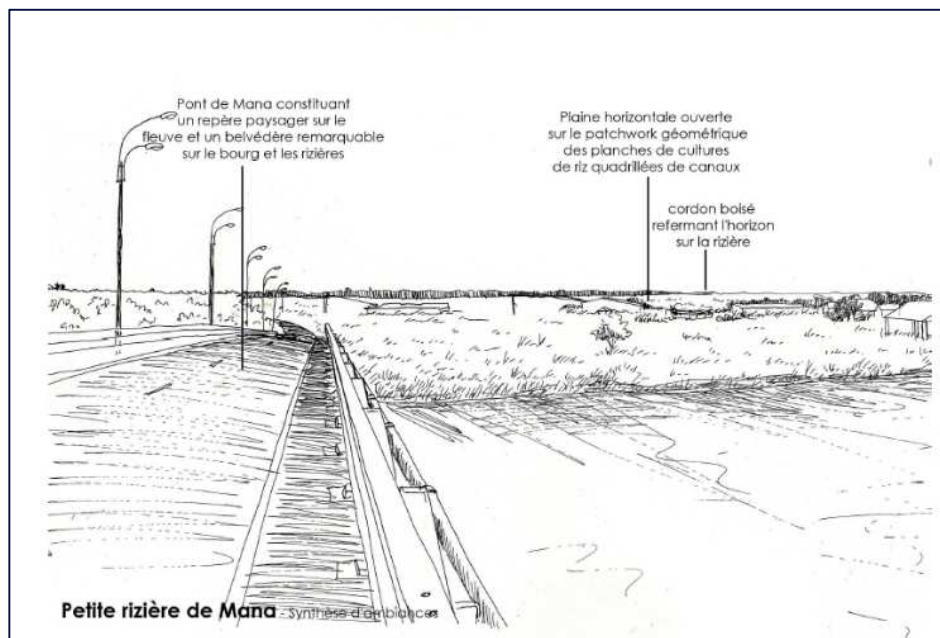 Pont de Mana constituant
un repère paysager sur le
fleuve et un belvédère remarquable
sur le bourg et les rizières
Plaine horizontale ouverte
sur le patchwork géométrique
des planches de cultures
de riz quadrillées de canaux
cordon boisé
refermant l'horizon
sur la rizière
Petite rizière de Mana - Synthèse d'ambiances